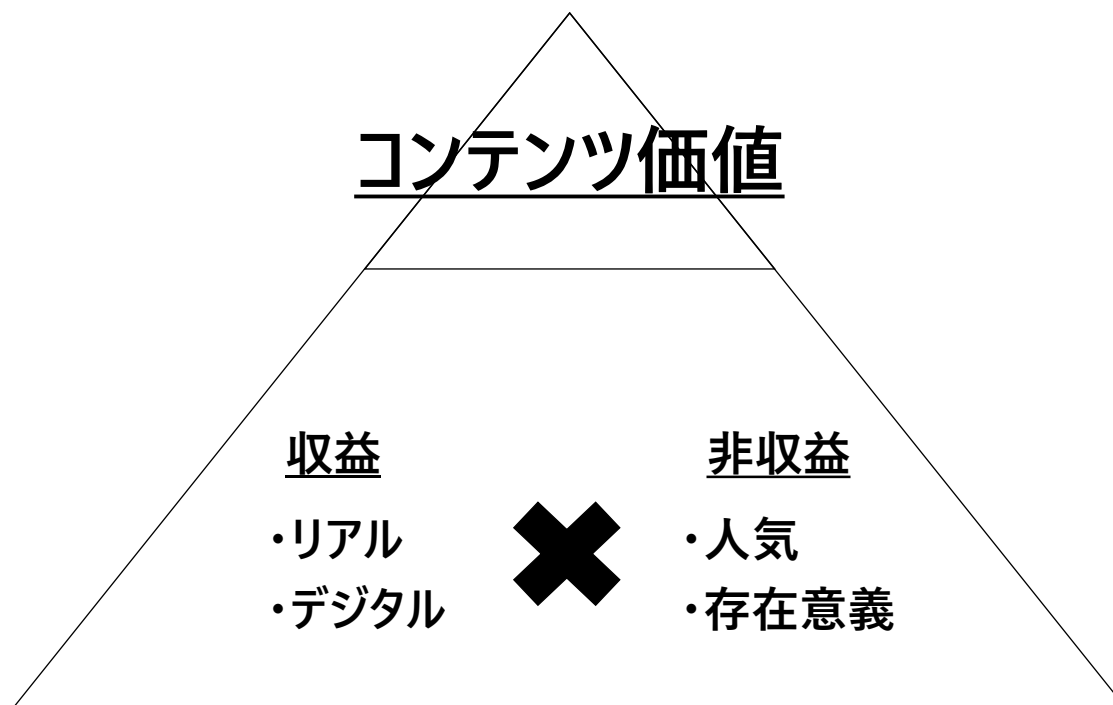 コンテンツ価値
収益
・リアル
・デジタル
非収益
・人気
・存在意義